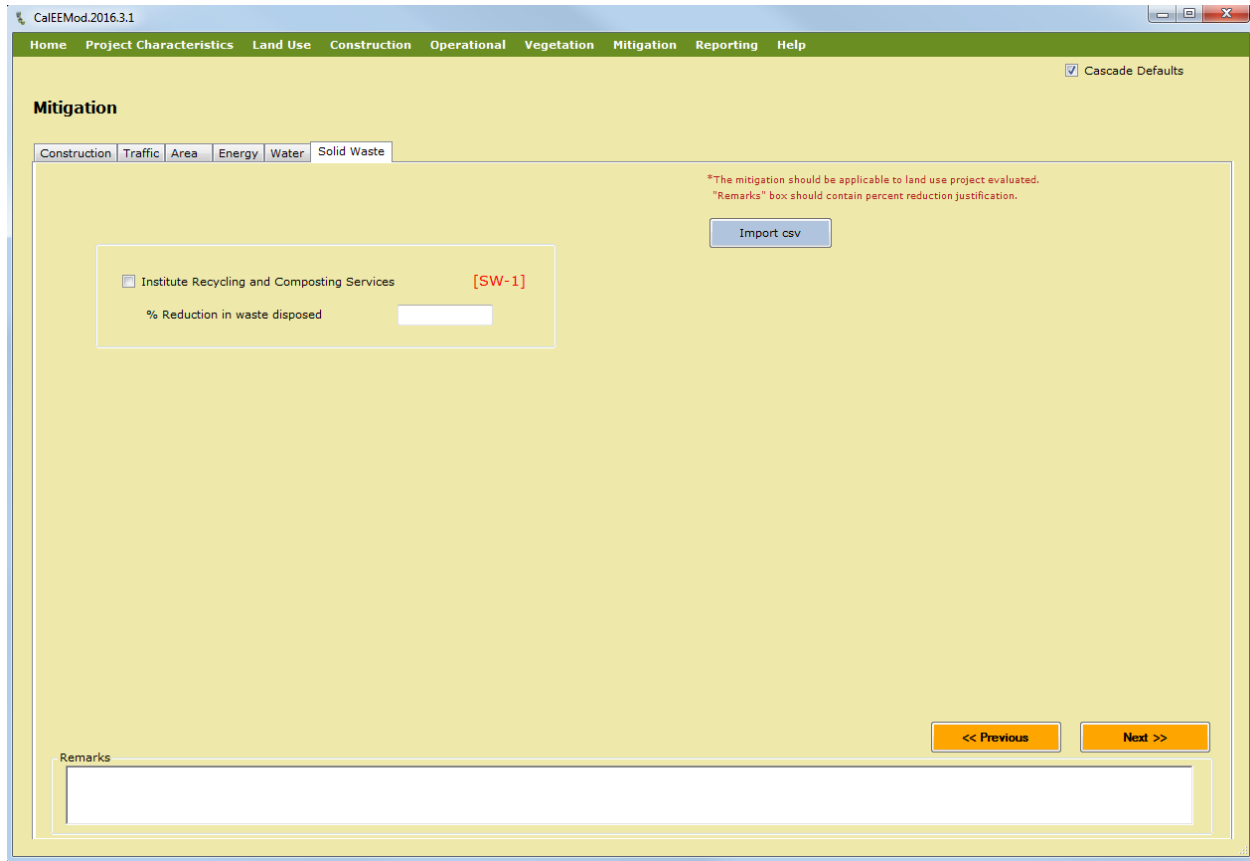 CalEEMod.2016.3.1
Home Project Characteristics Land Use Construction Operational Vegetation Mitigation Reporting Help
Cascade Defaults
Mitigation
Construction Traffic Area Energy Water Solid Waste
*The mitigation should be applicable to land use project evaluated.
"Remarks" box should contain percent reduction justification.
Import csv
Institute Recycling and Composting Services [SW-1]
% Reduction in waste disposed
<< Previous Next >>
Remarks